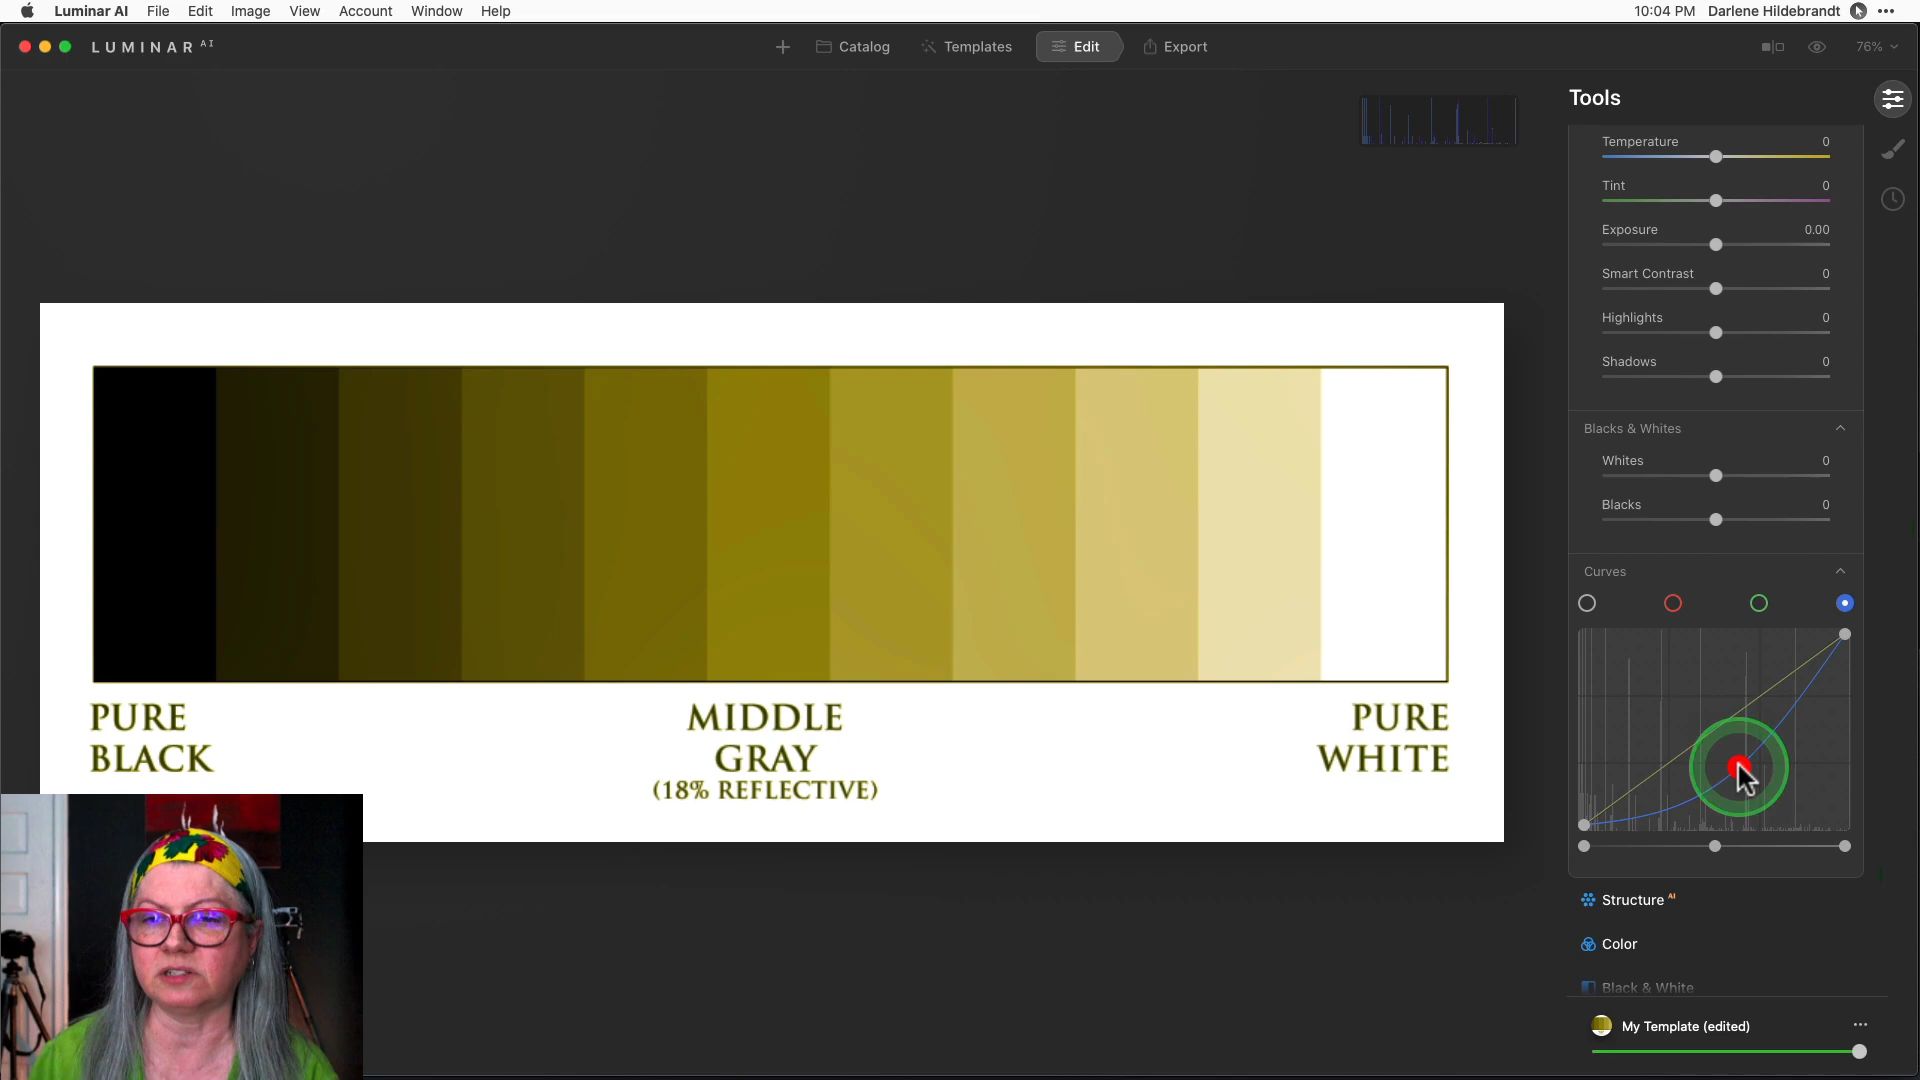 Luminar AI File Edit Image View Account Window Help 10:04 PM Darlene Hildebrandt
LUMINAR AI Catalog Templates Edit Export 76%
Tools
Temperature 0
Tint 0
Exposure 0.00
Smart Contrast 0
Highlights 0
Shadows 0
Blacks & Whites
Whites 0
Blacks 0
Curves
PURE
BLACK
MIDDLE
GRAY
(18% REFLECTIVE)
PURE
WHITE
Structure AI
Color
Black & White
My Template (edited)